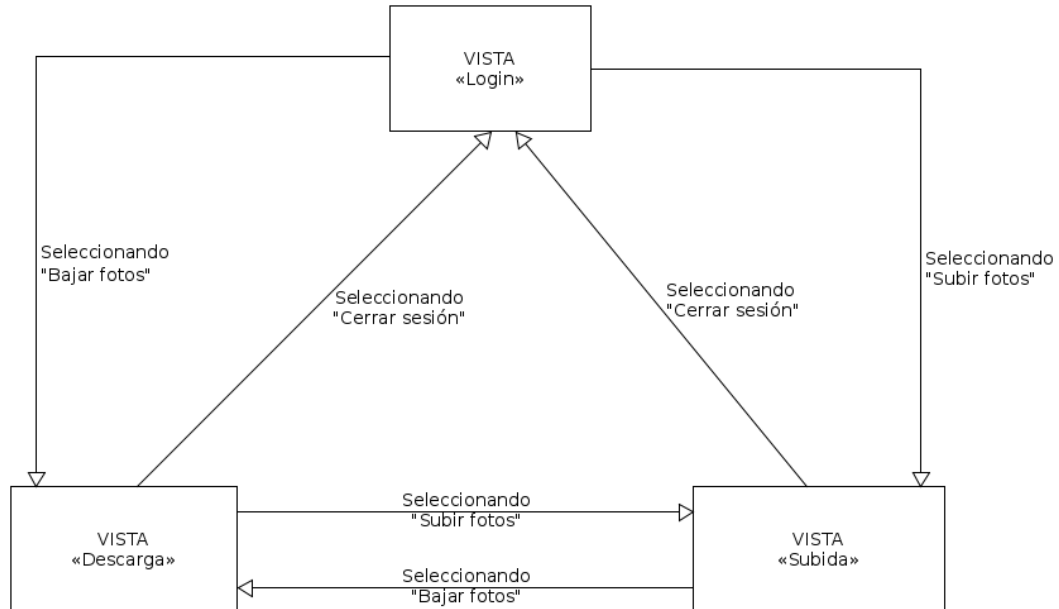 VISTA
«Login»
Seleccionando
"Bajar fotos"
Seleccionando
"Cerrar sesión"
Seleccionando
"Cerrar sesión"
Seleccionando
"Subir fotos"
VISTA
«Descarga»
Seleccionando
"Subir fotos"
Seleccionando
"Bajar fotos"
VISTA
«Subida»